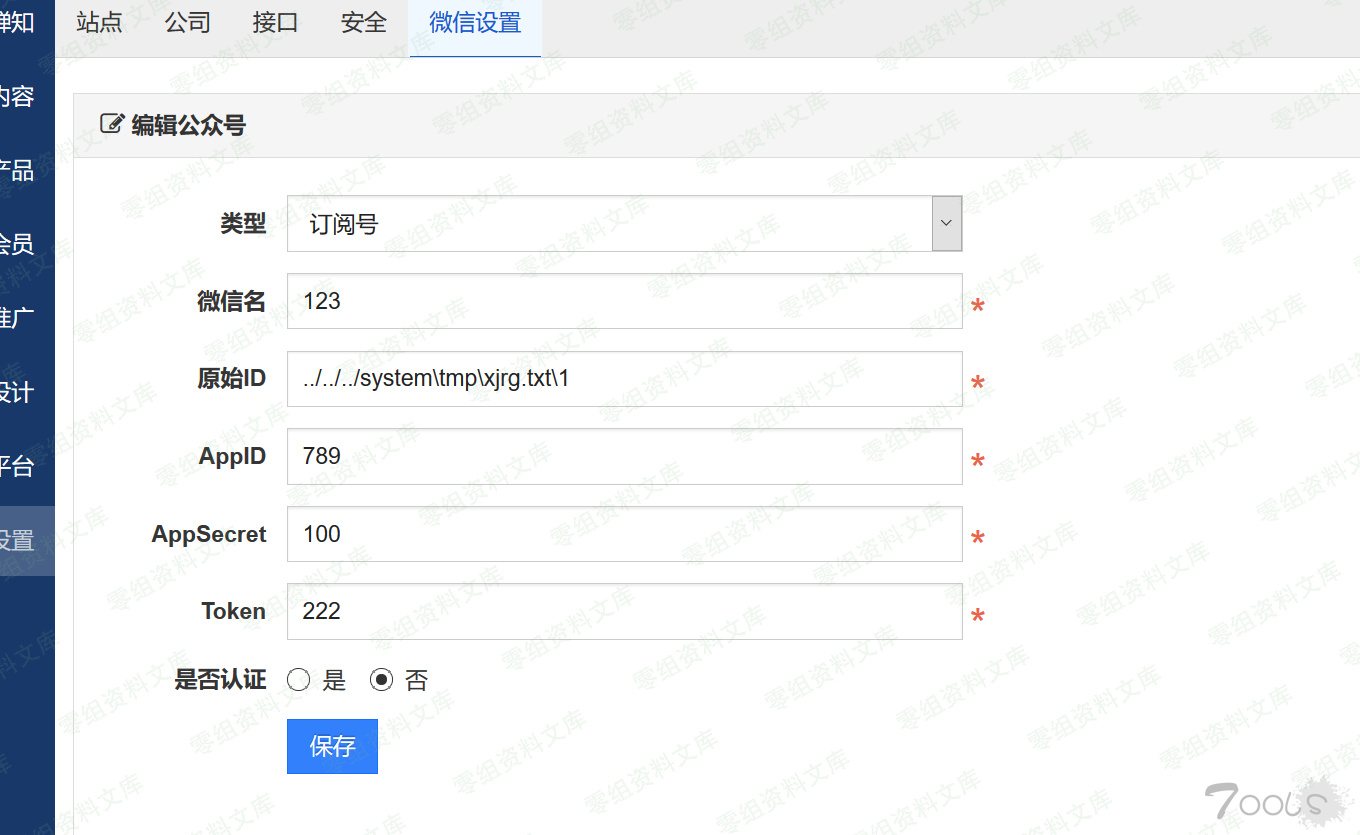 站点 公司 接口 安全 微信设置
弹知
内容
产品
会员
推广
设计
平台
设置
编辑公众号
类型 订阅号
微信名 123 *
原始ID ../../../system\tmp\xjrg.txt\1 *
AppID 789 *
AppSecret 100 *
Token 222 *
是否认证 是 否
保存
零组资料文库
7ooLS